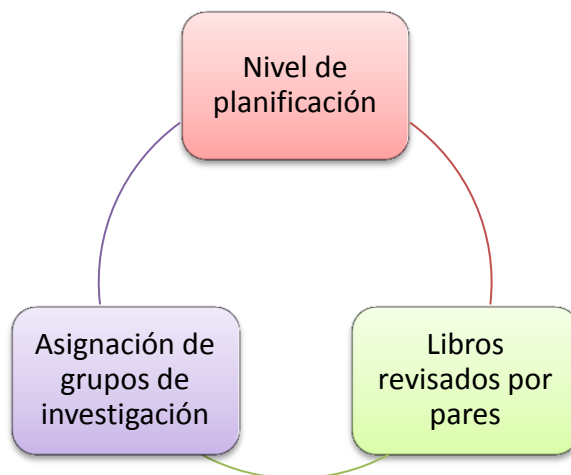 Nivel de
planificación
Asignación de
grupos de
investigación
Libros
revisados por
pares